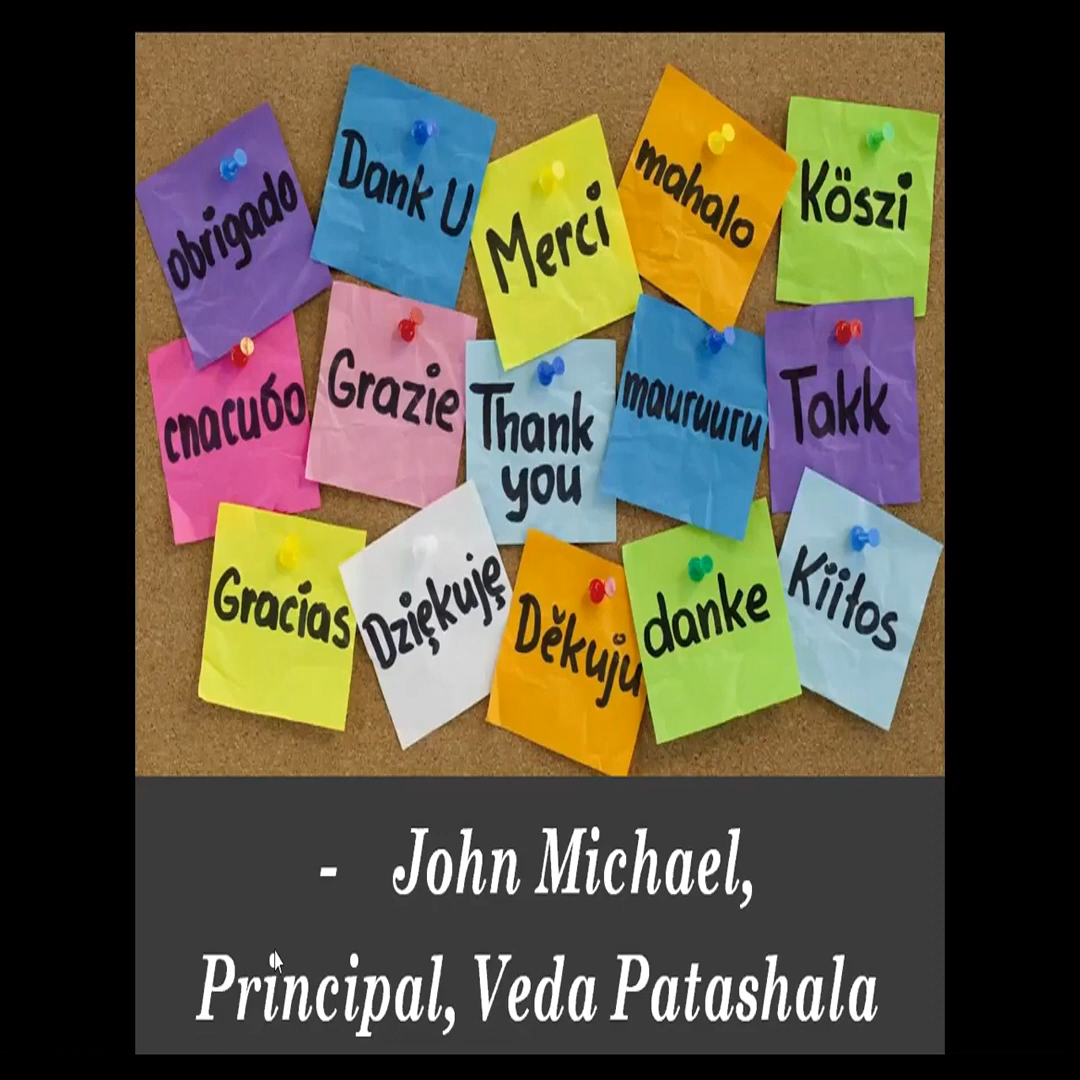 obrigado
Dank U
Merci
mahalo
Köszi
спасибо
Grazie
Thank
you
mauruuru
Takk
Gracias
Dziękuję
Děkuju
danke
Kiitos
- John Michael,
Principal, Veda Patashala